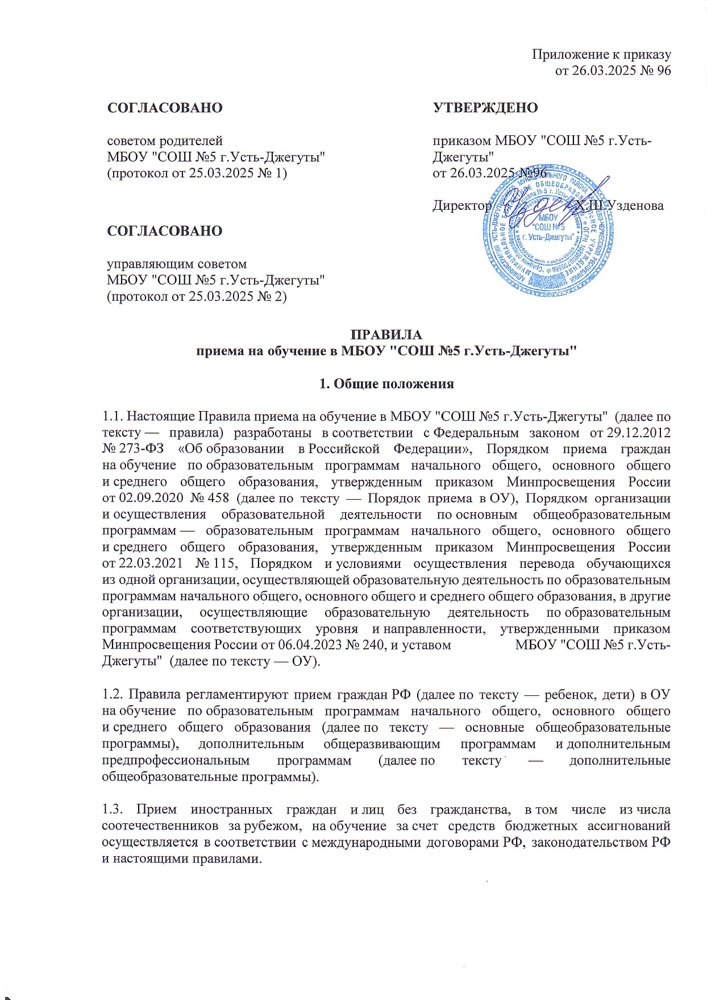 Приложение к приказу
от 26.03.2025 № 96
СОГЛАСОВАНО
советом родителей
МБОУ "СОШ №5 г.Усть-Джегуты"
(протокол от 25.03.2025 № 1)
СОГЛАСОВАНО
управляющим советом
МБОУ "СОШ №5 г.Усть-Джегуты"
(протокол от 25.03.2025 № 2)
УТВЕРЖДЕНО
приказом МБОУ "СОШ №5 г.Усть-
Джегуты"
от 26.03.2025 №96
Директор Х.Ш.Узденова
МБОУ
"СОШ №5
г. Усть-Джегуты"
ПРАВИЛА
приема на обучение в МБОУ "СОШ №5 г.Усть-Джегуты"
1. Общие положения
1.1. Настоящие Правила приема на обучение в МБОУ "СОШ №5 г.Усть-Джегуты" (далее по
тексту — правила) разработаны в соответствии с Федеральным законом от 29.12.2012
№ 273-ФЗ «Об образовании в Российской Федерации», Порядком приема граждан
на обучение по образовательным программам начального общего, основного общего
и среднего общего образования, утвержденным приказом Минпросвещения России
от 02.09.2020 № 458 (далее по тексту — Порядок приема в ОУ), Порядком организации
и осуществления образовательной деятельности по основным общеобразовательным
программам — образовательным программам начального общего, основного общего
и среднего общего образования, утвержденным приказом Минпросвещения России
от 22.03.2021 № 115, Порядком и условиями осуществления перевода обучающихся
из одной организации, осуществляющей образовательную деятельность по образовательным
программам начального общего, основного общего и среднего общего образования, в другие
организации, осуществляющие образовательную деятельность по образовательным
программам соответствующих уровня и направленности, утвержденными приказом
Минпросвещения России от 06.04.2023 № 240, и уставом МБОУ "СОШ №5 г.Усть-
Джегуты" (далее по тексту — ОУ).
1.2. Правила регламентируют прием граждан РФ (далее по тексту — ребенок, дети) в ОУ
на обучение по образовательным программам начального общего, основного общего
и среднего общего образования (далее по тексту — основные общеобразовательные
программы), дополнительным общеразвивающим программам и дополнительным
предпрофессиональным программам (далее по тексту — дополнительные
общеобразовательные программы).
1.3. Прием иностранных граждан и лиц без гражданства, в том числе из числа
соотечественников за рубежом, на обучение за счет средств бюджетных ассигнований
осуществляется в соответствии с международными договорами РФ, законодательством РФ
и настоящими правилами.